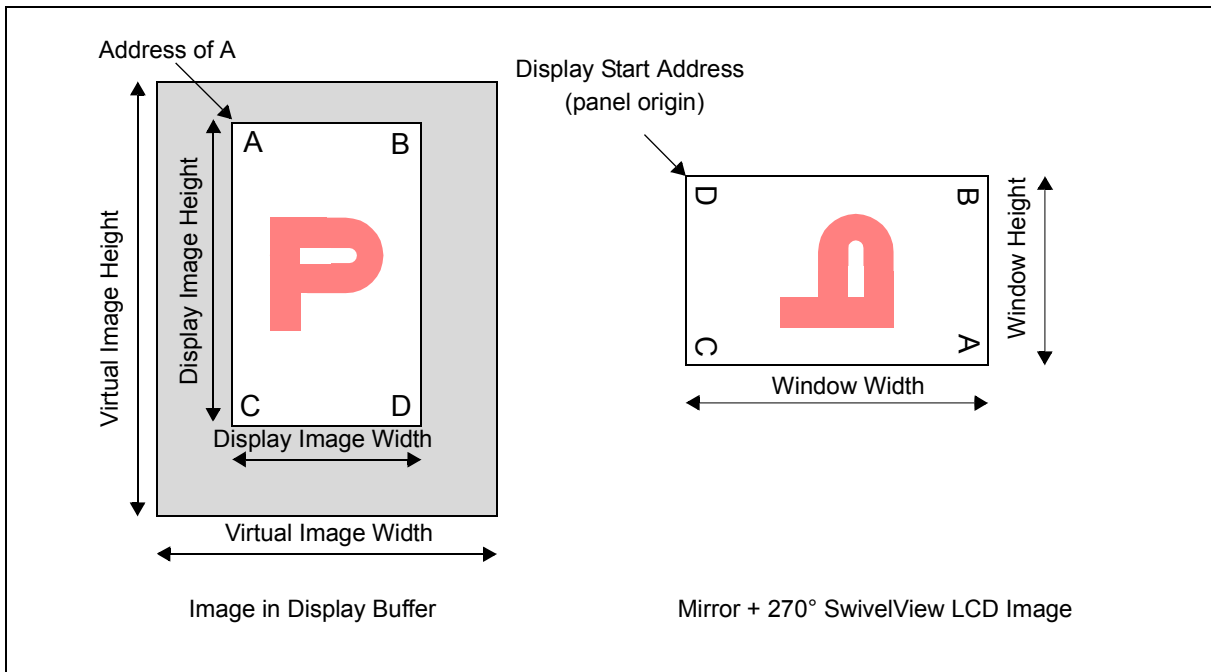 Address of A
Display Start Address
(panel origin)
Virtual Image Height
Display Image Height
A
B
P
C
D
Display Image Width
Virtual Image Width
D
B
P
C
A
Window Height
Window Width
Image in Display Buffer
Mirror + 270° SwivelView LCD Image